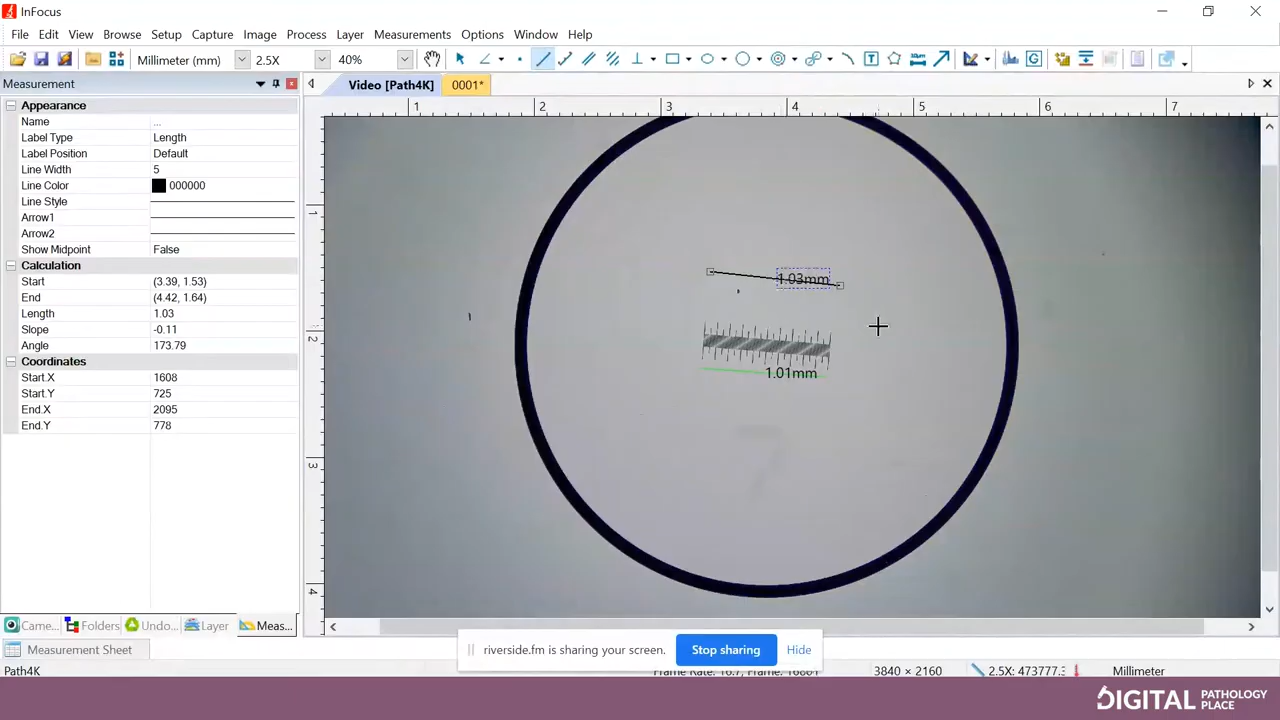 InFocus
File Edit View Browse Setup Capture Image Process Layer Measurements Options Window Help
Millimeter (mm) 2.5X 40%
Measurement
Video [Path4K] 0001*
1 2 3 4 5 6 7
Appearance
Name ...
Label Type Length
Label Position Default
Line Width 5
Line Color 000000
Line Style
Arrow1
Arrow2
Show Midpoint False
Calculation
Start (3.39, 1.53)
End (4.42, 1.64)
Length 1.03
Slope -0.11
Angle 173.79
Coordinates
Start.X 1608
Start.Y 725
End.X 2095
End.Y 778
1
2
3
4
1.03mm
1.01mm
Came... Folders Undo... Layer Meas...
Measurement Sheet
riverside.fm is sharing your screen. Stop sharing Hide
Path4K 3840 × 2160 2.5X: 473777.3 Millimeter
DIGITAL PATHOLOGY PLACE